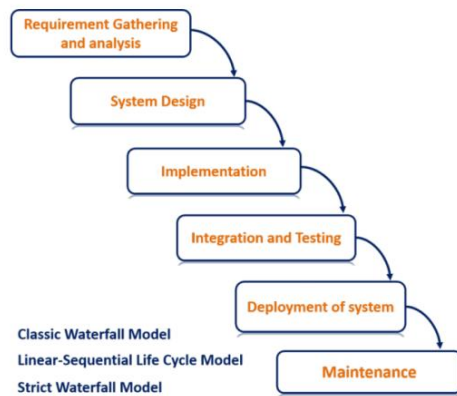 Requirement Gathering
and analysis
System Design
Implementation
Integration and Testing
Deployment of system
Maintenance
Classic Waterfall Model
Linear-Sequential Life Cycle Model
Strict Waterfall Model